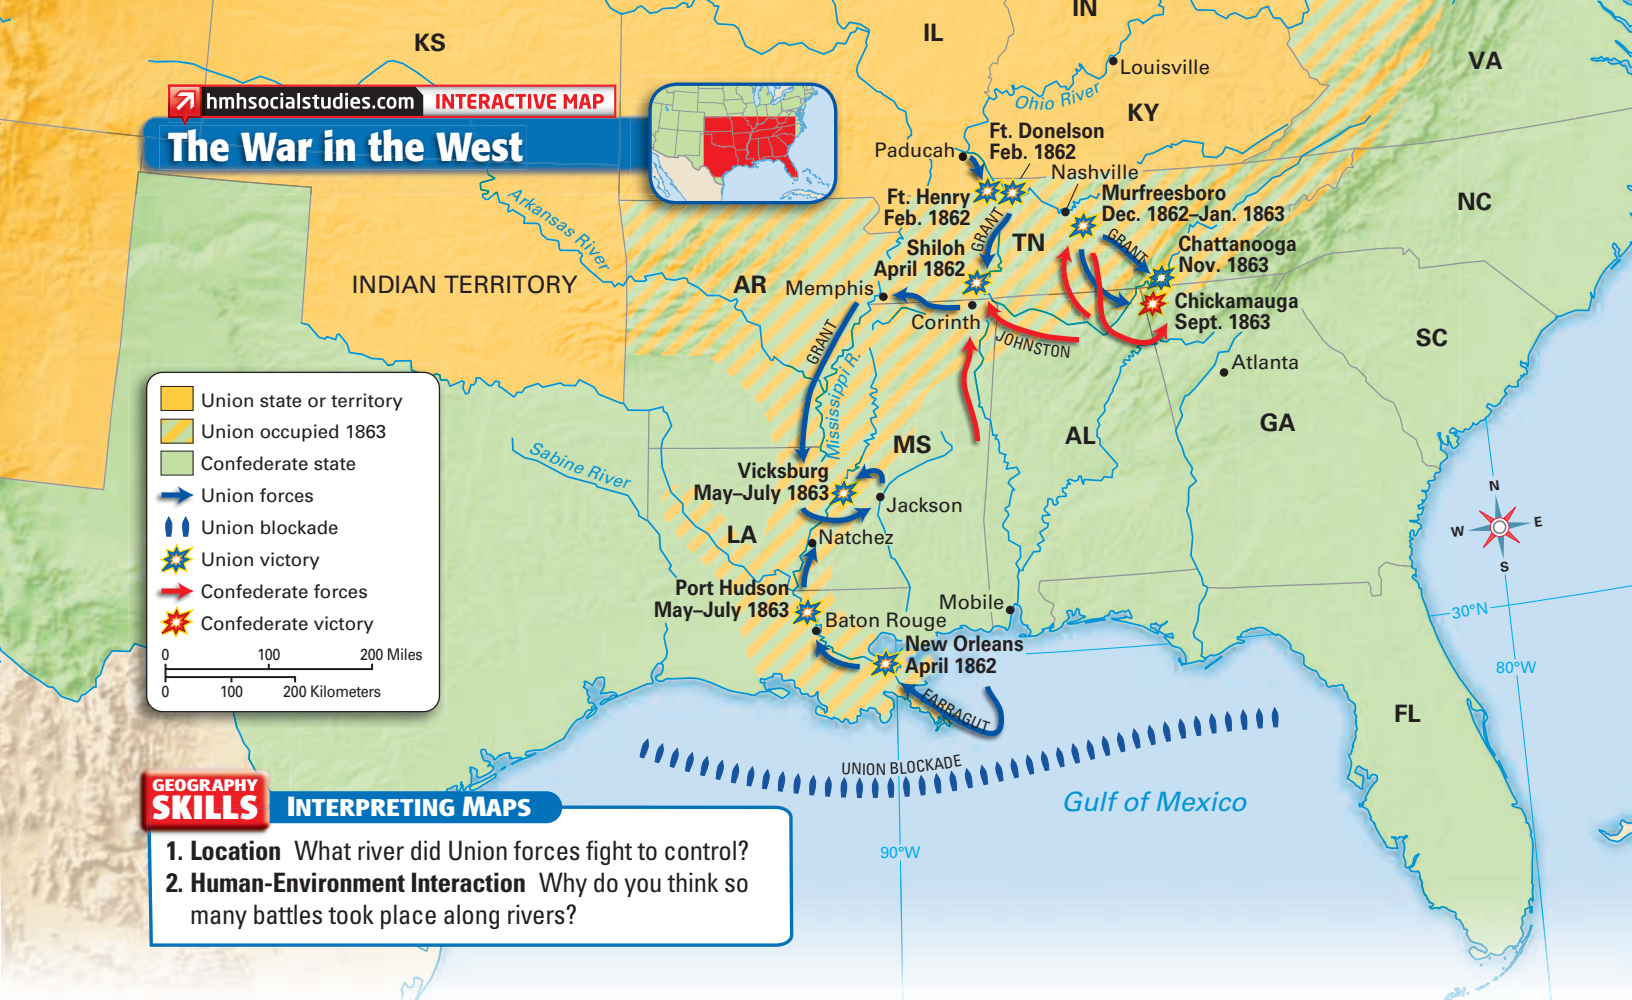 hmhsocialstudies.com INTERACTIVE MAP
The War in the West
KS
IL
IN
VA
Louisville
Ohio River
KY
Ft. Donelson
Feb. 1862
Paducah
Nashville
Ft. Henry
Feb. 1862
Murfreesboro
Dec. 1862–Jan. 1863
NC
Arkansas River
GRANT
TN
GRANT
Chattanooga
Nov. 1863
Shiloh
April 1862
INDIAN TERRITORY
AR
Memphis
Chickamauga
Sept. 1863
Corinth
JOHNSTON
SC
GRANT
Mississippi R.
Atlanta
GA
MS
AL
Sabine River
Vicksburg
May–July 1863
Jackson
LA
Natchez
Port Hudson
May–July 1863
Mobile
Baton Rouge
New Orleans
April 1862
FARRAGUT
FL
UNION BLOCKADE
Gulf of Mexico
N
W
E
S
30°N
80°W
90°W
Union state or territory
Union occupied 1863
Confederate state
Union forces
Union blockade
Union victory
Confederate forces
Confederate victory
0 100 200 Miles
0 100 200 Kilometers
GEOGRAPHY
SKILLS
INTERPRETING MAPS
1. Location What river did Union forces fight to control?
2. Human-Environment Interaction Why do you think so
many battles took place along rivers?